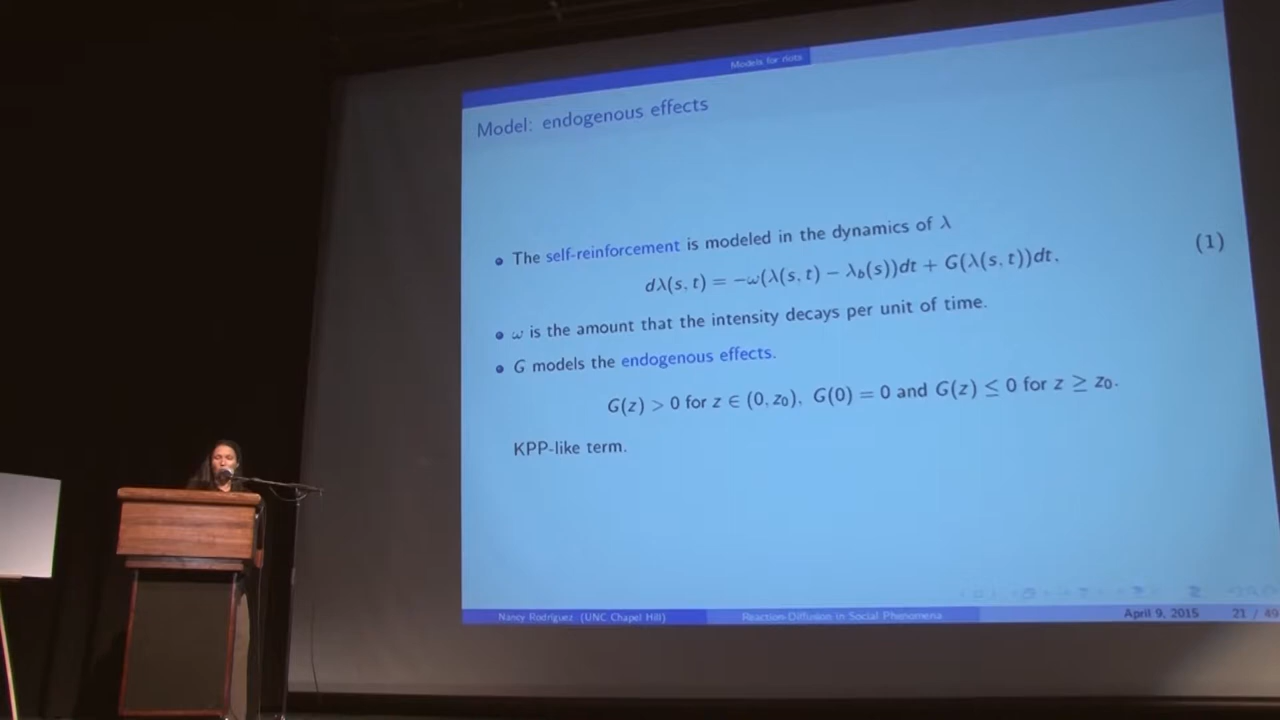 Models for riots
Model: endogenous effects
The self-reinforcement is modeled in the dynamics of λ
dλ(s, t) = −ω(λ(s, t) − λ_b(s))dt + G(λ(s, t))dt, (1)
ω is the amount that the intensity decays per unit of time.
G models the endogenous effects.
G(z) > 0 for z ∈ (0, z₀), G(0) = 0 and G(z) ≤ 0 for z ≥ z₀.
KPP-like term.
Nancy Rodríguez (UNC Chapel Hill) Reaction-Diffusion in Social Phenomena April 9, 2015 21 / 49